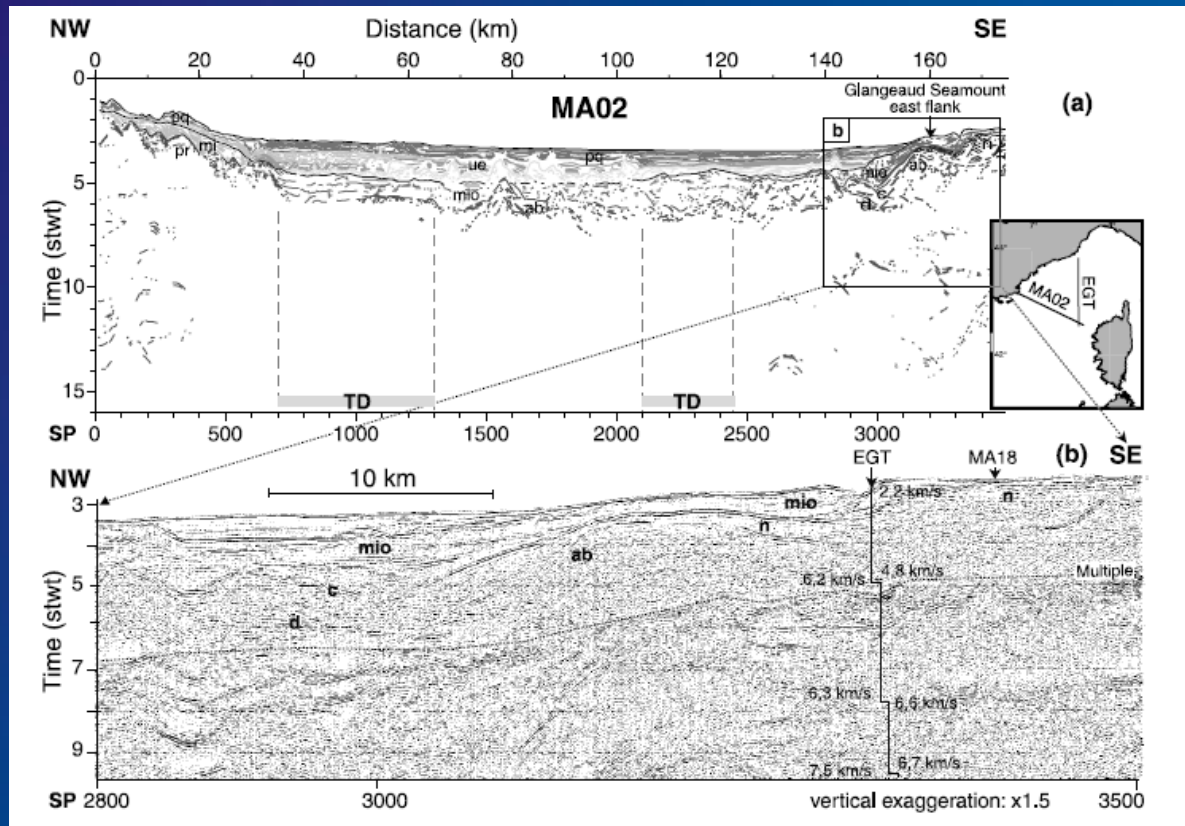 NW Distance (km) SE
0 20 40 60 80 100 120 140 160
MA02
Glangeaud Seamount
east flank
(a)
b
pq
mi
pr
ue
pq
mio
ab
mio
ab
c
d
n
Time (stwt)
0
5
10
15
TD TD
SP 0 500 1000 1500 2000 2500 3000
MA02
EGT
NW EGT MA18 (b) SE
10 km
Time (stwt)
3
5
7
9
mio
mio
n
n
ab
c
d
2,2 km/s
4,8 km/s
6,2 km/s
Multiple
6,3 km/s
6,6 km/s
6,7 km/s
7,5 km/s
SP 2800 3000 vertical exaggeration: x1.5 3500